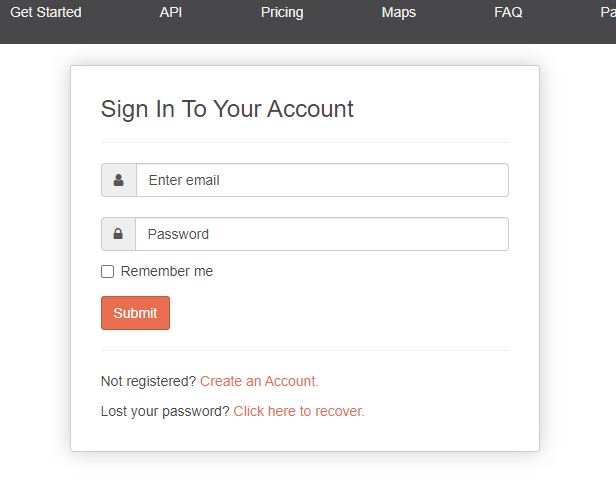 Get Started API Pricing Maps FAQ Pa
Sign In To Your Account
Enter email
Password
Remember me
Submit
Not registered? Create an Account.
Lost your password? Click here to recover.